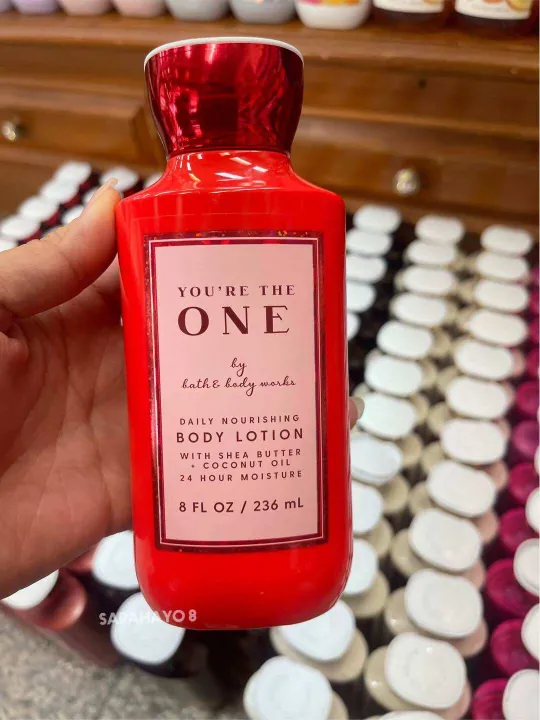 YOU'RE THE
ONE
by
bath & body works
DAILY NOURISHING
BODY LOTION
WITH SHEA BUTTER
+ COCONUT OIL
24 HOUR MOISTURE
8 FL OZ / 236 mL
SARAMAYO8